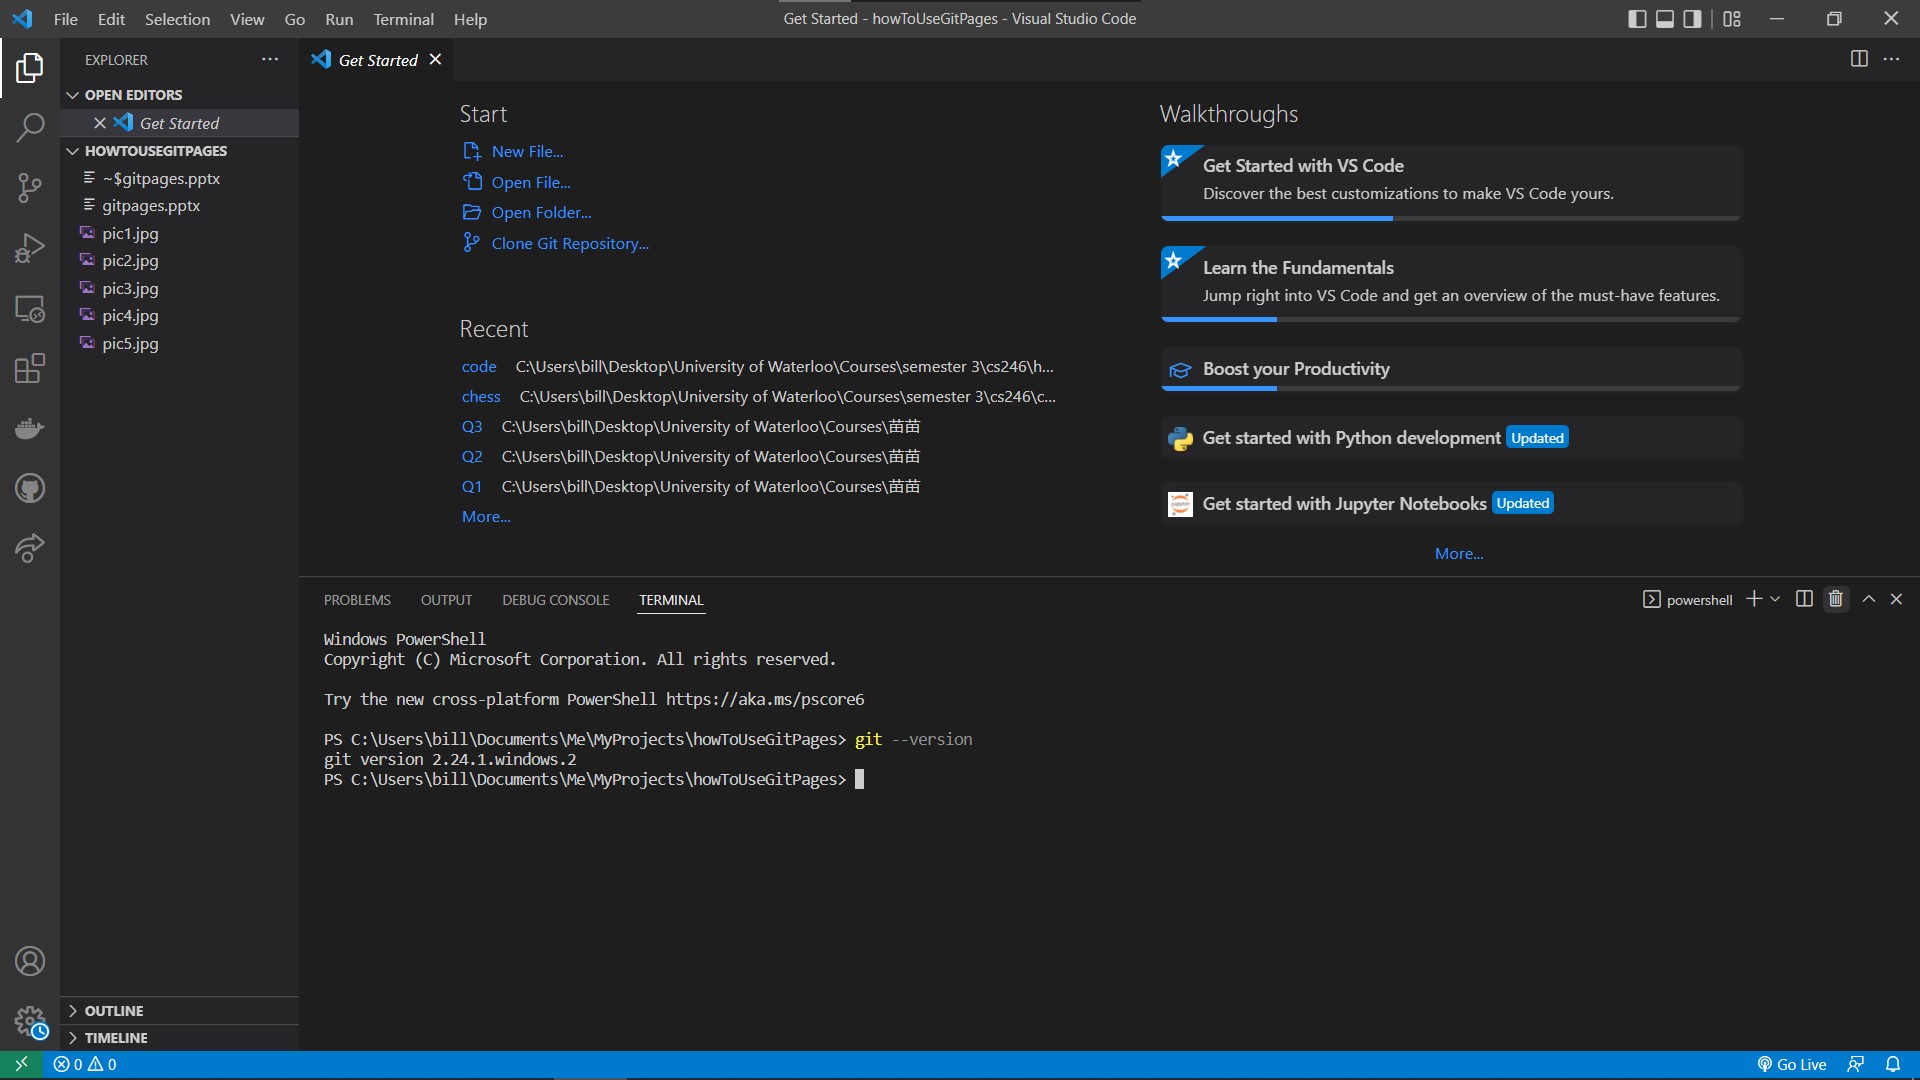 File Edit Selection View Go Run Terminal Help
Get Started - howToUseGitPages - Visual Studio Code
EXPLORER
OPEN EDITORS
Get Started
HOWTOUSEGITPAGES
~$gitpages.pptx
gitpages.pptx
pic1.jpg
pic2.jpg
pic3.jpg
pic4.jpg
pic5.jpg
OUTLINE
TIMELINE
Get Started
Start
New File...
Open File...
Open Folder...
Clone Git Repository...
Recent
code C:\Users\bill\Desktop\University of Waterloo\Courses\semester 3\cs246\h...
chess C:\Users\bill\Desktop\University of Waterloo\Courses\semester 3\cs246\c...
Q3 C:\Users\bill\Desktop\University of Waterloo\Courses\苗苗
Q2 C:\Users\bill\Desktop\University of Waterloo\Courses\苗苗
Q1 C:\Users\bill\Desktop\University of Waterloo\Courses\苗苗
More...
Walkthroughs
Get Started with VS Code
Discover the best customizations to make VS Code yours.
Learn the Fundamentals
Jump right into VS Code and get an overview of the must-have features.
Boost your Productivity
Get started with Python development Updated
Get started with Jupyter Notebooks Updated
More...
PROBLEMS OUTPUT DEBUG CONSOLE TERMINAL
powershell
Windows PowerShell
Copyright (C) Microsoft Corporation. All rights reserved.
Try the new cross-platform PowerShell https://aka.ms/pscore6
PS C:\Users\bill\Documents\Me\MyProjects\howToUseGitPages> git --version
git version 2.24.1.windows.2
PS C:\Users\bill\Documents\Me\MyProjects\howToUseGitPages>
0 0
Go Live